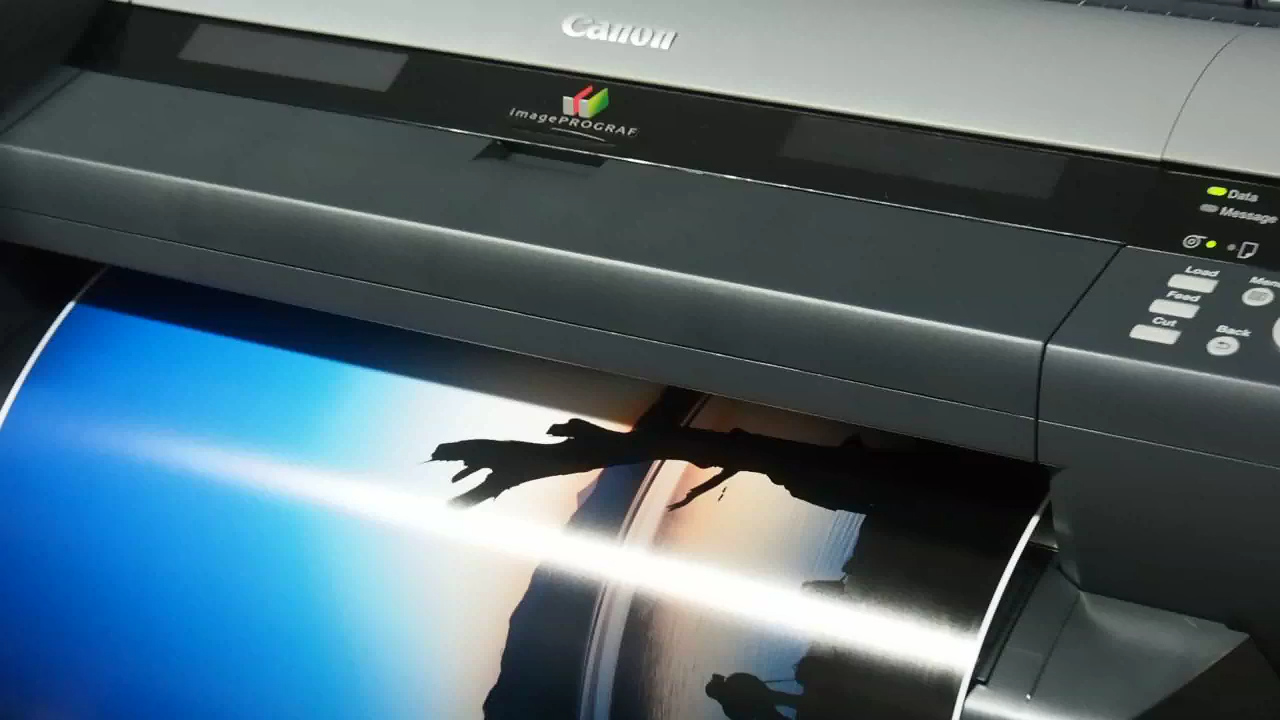 Canon
imagePROGRAF
Data
Message
Load
Feed
Cut
Back